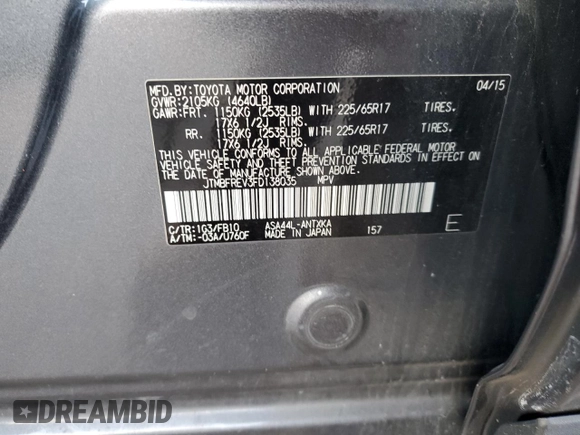 MFD.BY:TOYOTA MOTOR CORPORATION 04/15
GVWR:2105KG (4640LB)
GAWR:FRT. 1150KG (2535LB) WITH 225/65R17 TIRES.
17X6 1/2J RIMS.
RR. 1150KG (2535LB) WITH 225/65R17 TIRES.
17X6 1/2J RIMS.
THIS VEHICLE CONFORMS TO ALL APPLICABLE FEDERAL MOTOR
VEHICLE SAFETY AND THEFT PREVENTION STANDARDS IN EFFECT ON
THE DATE OF MANUFACTURE SHOWN ABOVE.
JTMBFREV3FD138035 MPV
C/TR:1G3/FB10 ASA44L-ANTXKA
A/TM:-03A/U760F MADE IN JAPAN 157 E
DREAMBID